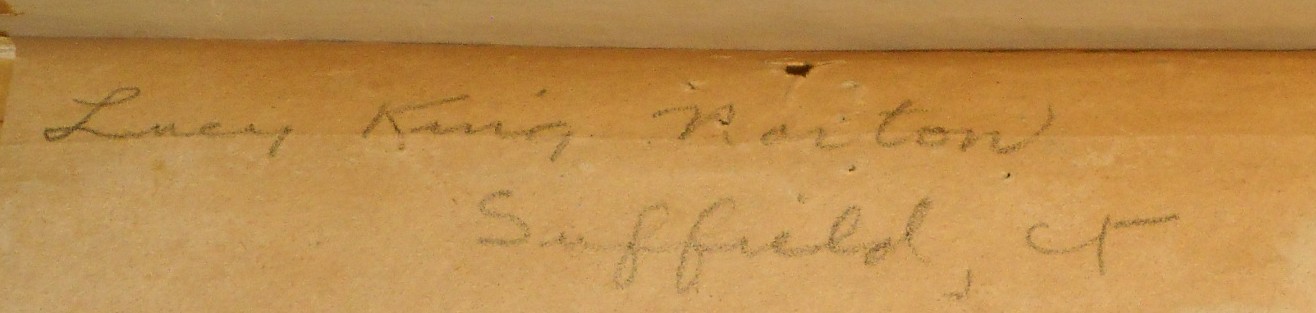 Lucy King Norton
Suffield, CT